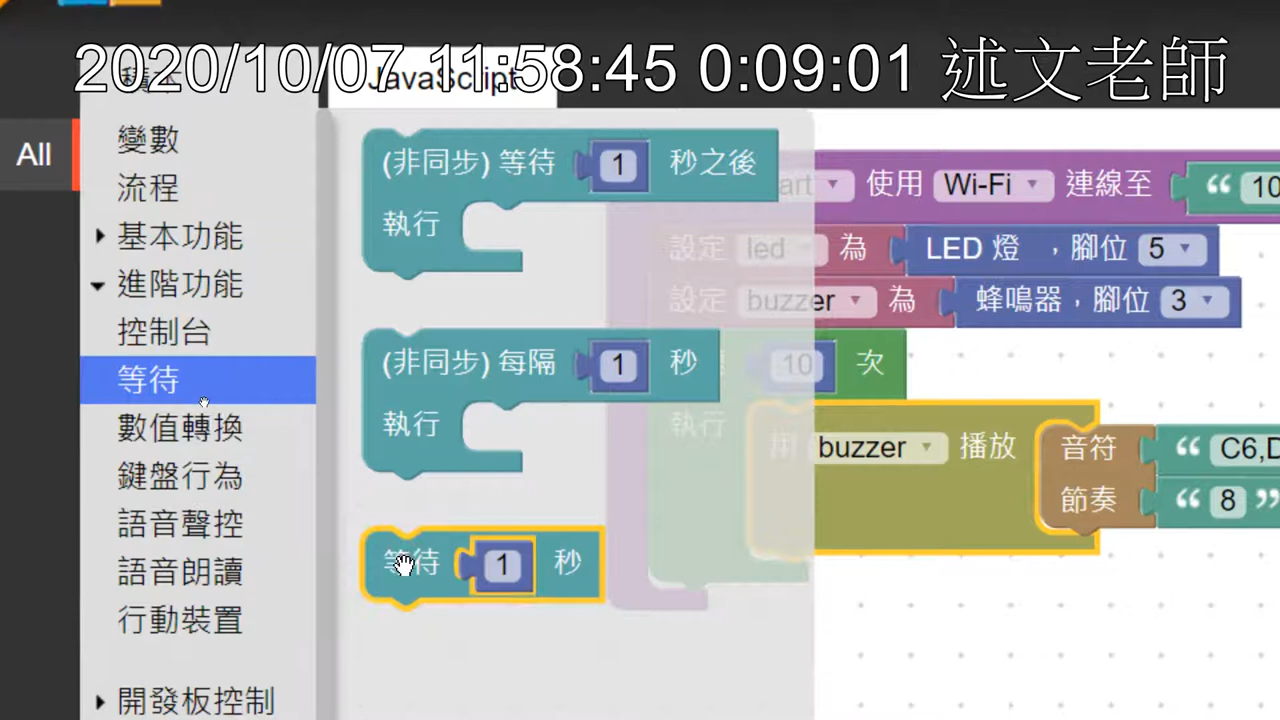 2020/10/07 11:58:45 0:09:01 述文老師
積木
JavaScript
All
變數
流程
基本功能
進階功能
控制台
等待
數值轉換
鍵盤行為
語音聲控
語音朗讀
行動裝置
開發板控制
(非同步) 等待 1 秒之後
執行
(非同步) 每隔 1 秒
執行
等待 1 秒
art 使用 Wi-Fi 連線至 “ 10
設定 led 為 LED 燈 ，腳位 5
設定 buzzer 為 蜂鳴器，腳位 3
10 次
執行
用 buzzer 播放 音符 “ C6,D
節奏 “ 8 ”